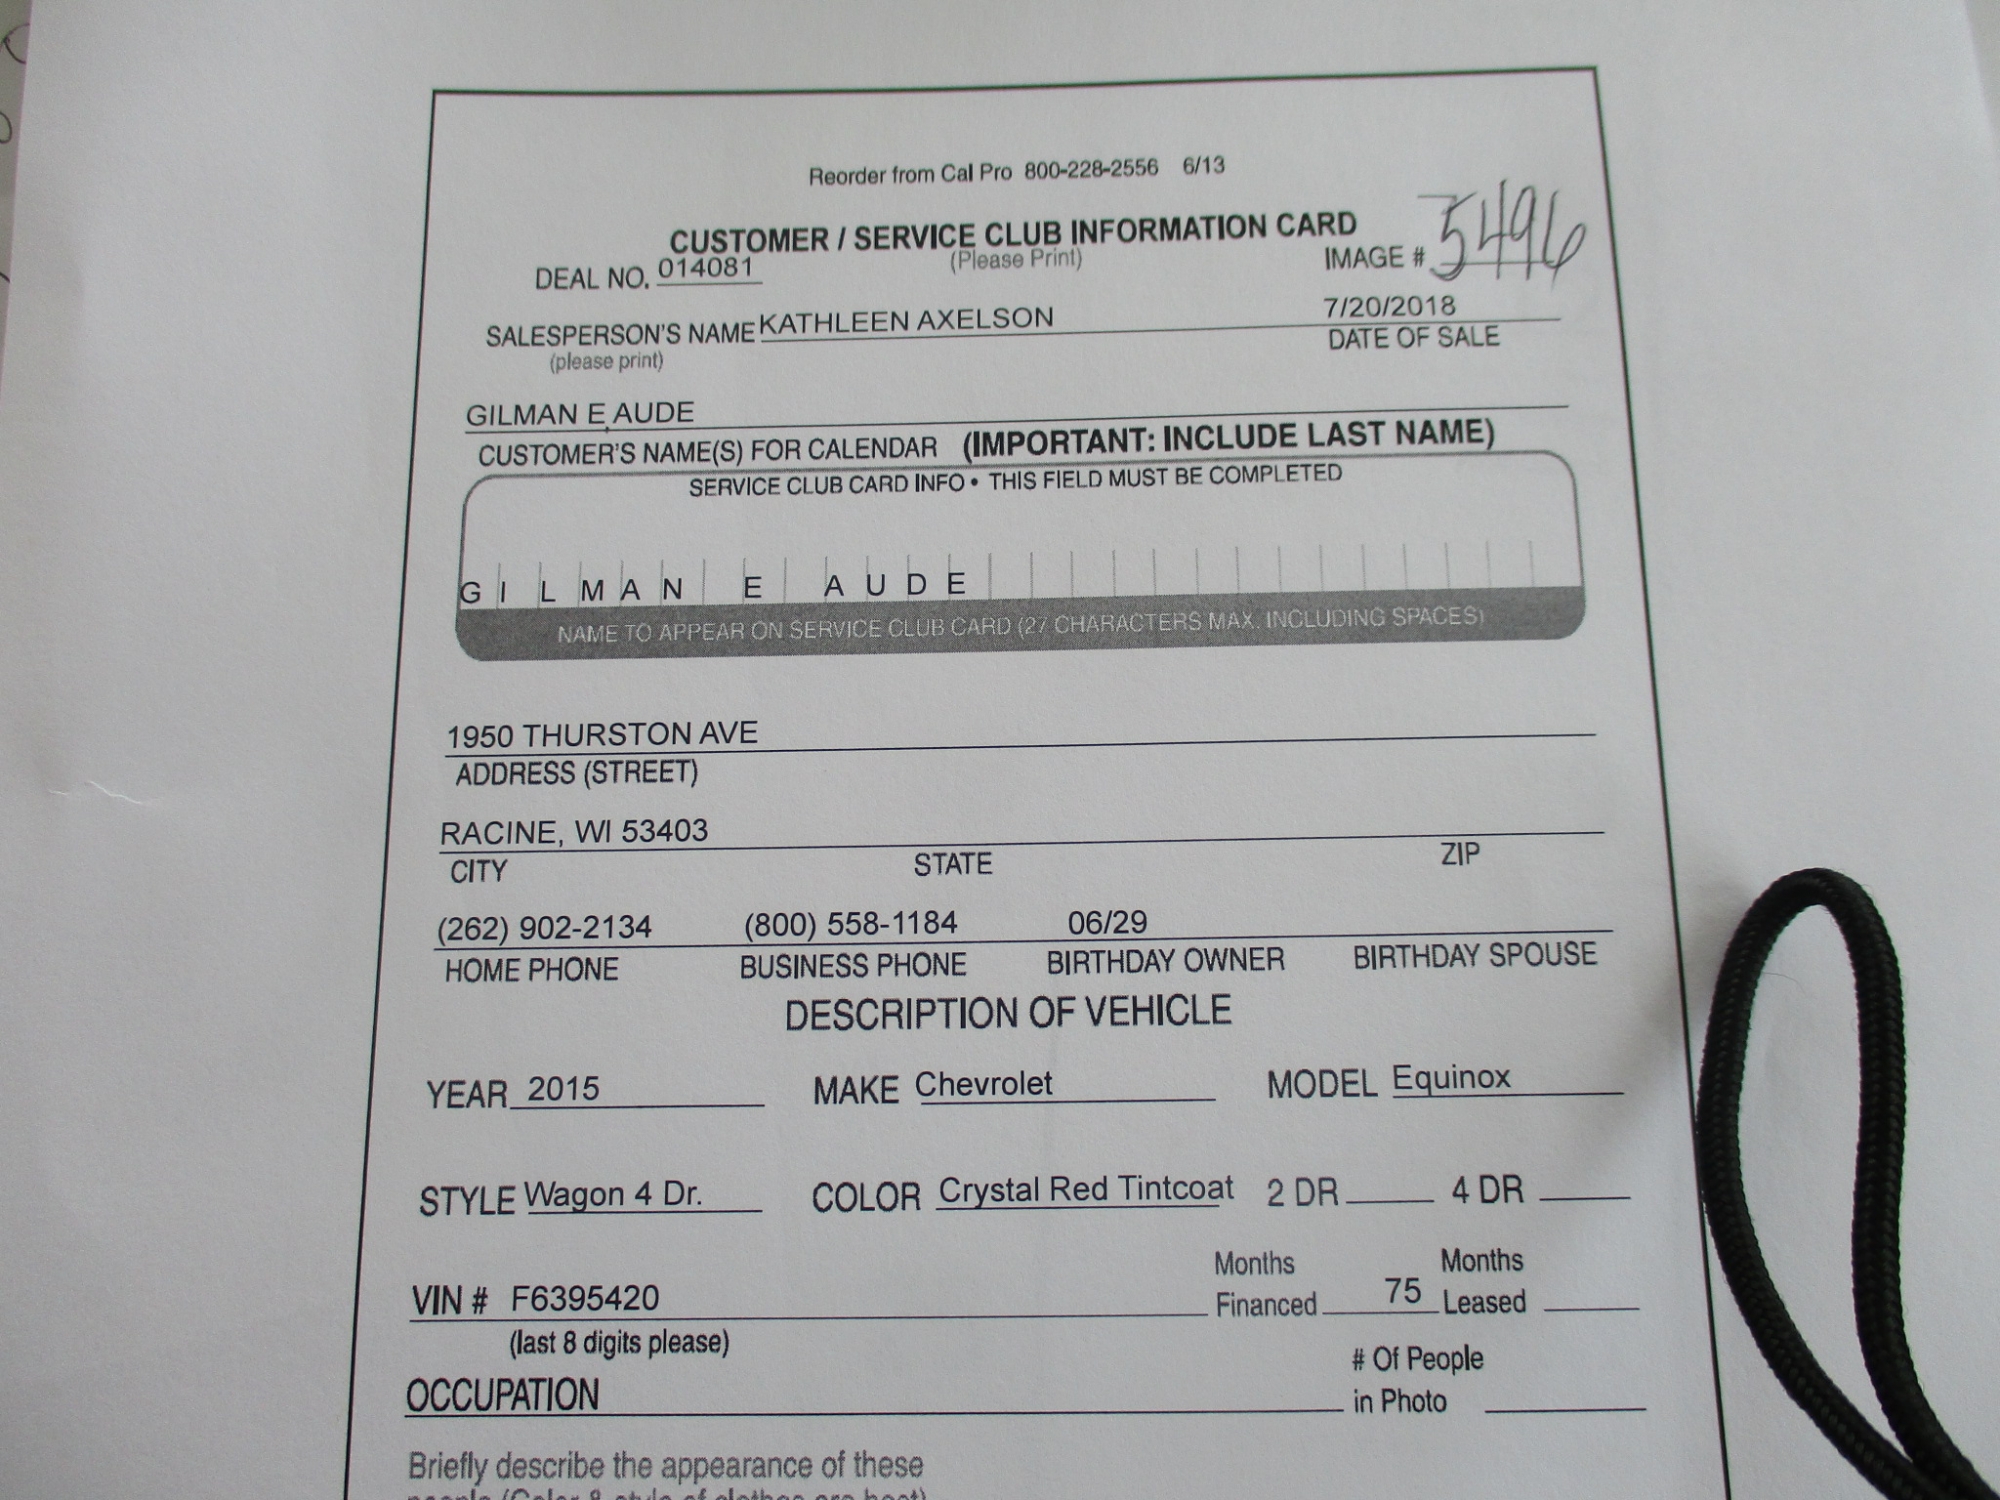 Reorder from Cal Pro 800-228-2556 6/13
CUSTOMER / SERVICE CLUB INFORMATION CARD
(Please Print)
DEAL NO. 014081 IMAGE # 5496
SALESPERSON'S NAME KATHLEEN AXELSON 7/20/2018
(please print) DATE OF SALE
GILMAN E AUDE
CUSTOMER'S NAME(S) FOR CALENDAR (IMPORTANT: INCLUDE LAST NAME)
SERVICE CLUB CARD INFO • THIS FIELD MUST BE COMPLETED
G I L M A N E A U D E
NAME TO APPEAR ON SERVICE CLUB CARD (27 CHARACTERS MAX. INCLUDING SPACES)
1950 THURSTON AVE
ADDRESS (STREET)
RACINE, WI 53403
CITY STATE ZIP
(262) 902-2134 (800) 558-1184 06/29
HOME PHONE BUSINESS PHONE BIRTHDAY OWNER BIRTHDAY SPOUSE
DESCRIPTION OF VEHICLE
YEAR 2015 MAKE Chevrolet MODEL Equinox
STYLE Wagon 4 Dr. COLOR Crystal Red Tintcoat 2 DR 4 DR
Months Months
VIN # F6395420 Financed 75 Leased
(last 8 digits please)
# Of People
OCCUPATION in Photo
Briefly describe the appearance of these
people (Color & style of clothes are best)